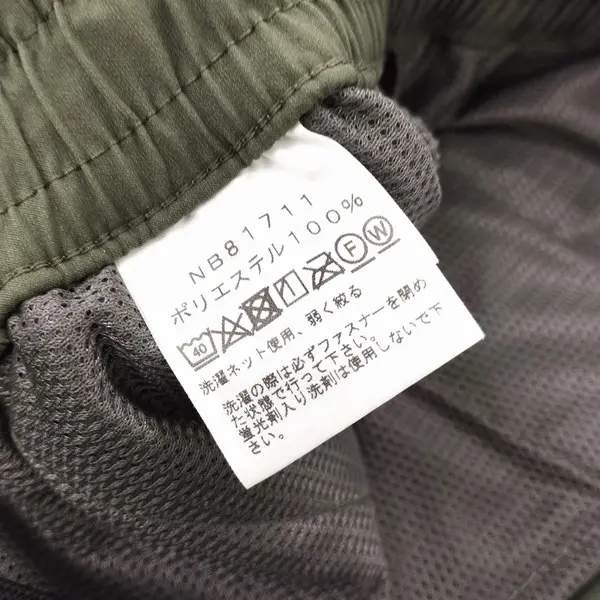 NB81711
ポリエステル100%
40 F W
洗濯ネット使用、弱く絞る
洗濯の際は必ずファスナーを閉め
た状態で行って下さい。
蛍光剤入り洗剤は使用しないで下
さい。